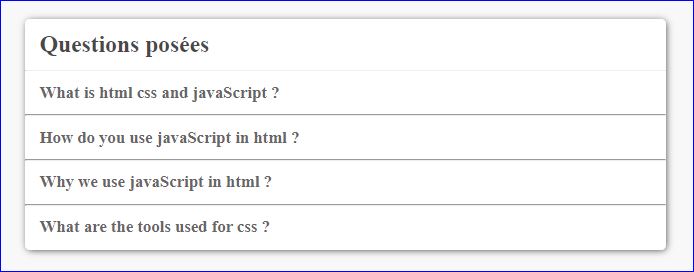 Questions posées
What is html css and javaScript ?
How do you use javaScript in html ?
Why we use javaScript in html ?
What are the tools used for css ?